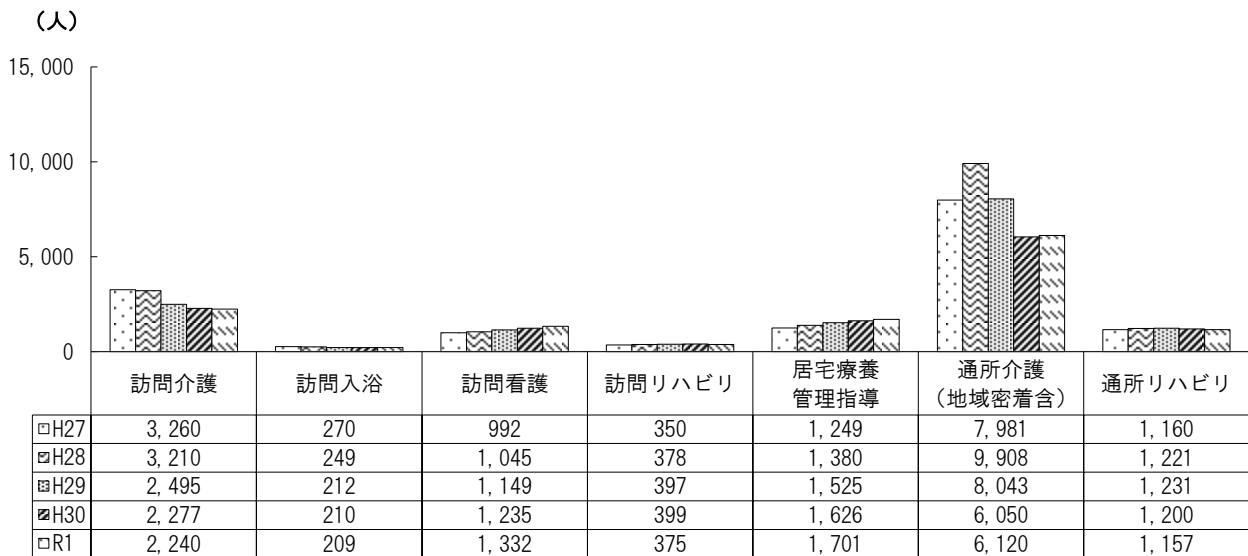 (人)
15,000
10,000
5,000
0
訪問介護 訪問入浴 訪問看護 訪問リハビリ 居宅療養管理指導 通所介護(地域密着含) 通所リハビリ
H27 3,260 270 992 350 1,249 7,981 1,160
H28 3,210 249 1,045 378 1,380 9,908 1,221
H29 2,495 212 1,149 397 1,525 8,043 1,231
H30 2,277 210 1,235 399 1,626 6,050 1,200
R1 2,240 209 1,332 375 1,701 6,120 1,157